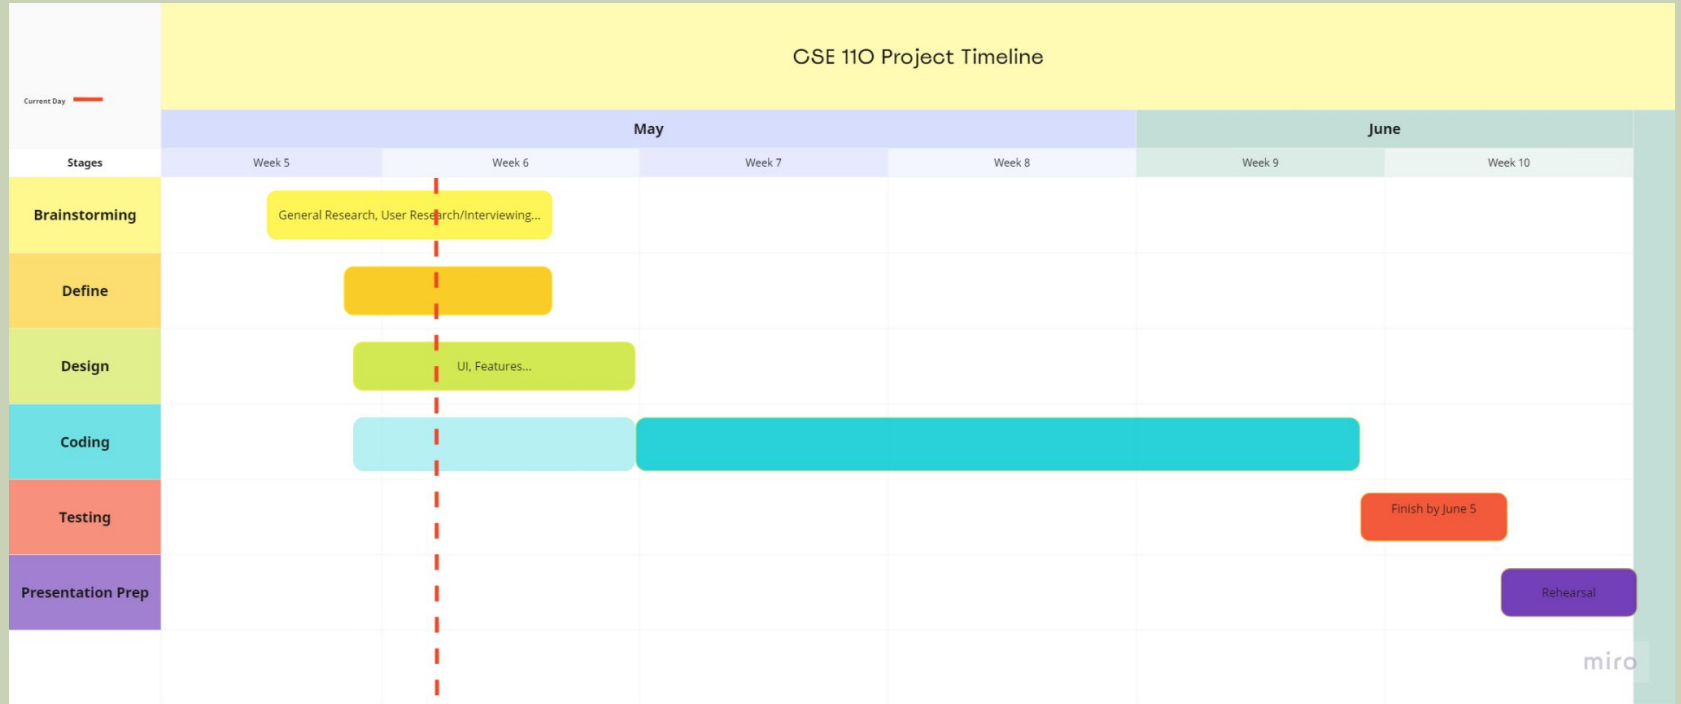 CSE 110 Project Timeline
Current Day
May
June
Stages
Week 5
Week 6
Week 7
Week 8
Week 9
Week 10
Brainstorming
General Research, User Research/Interviewing...
Define
Design
UI, Features...
Coding
Testing
Finish by June 5
Presentation Prep
Rehearsal
miro